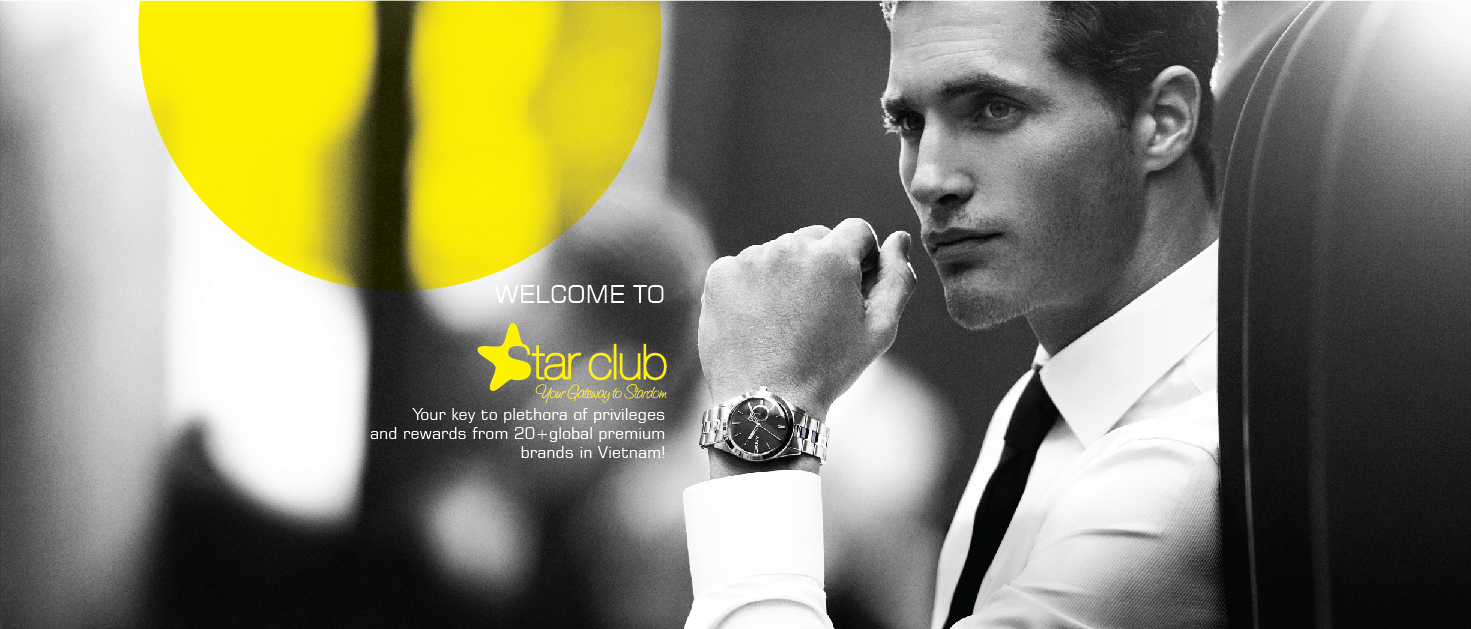 WELCOME TO
Star club
Your Gateway to Stardom
Your key to plethora of privileges
and rewards from 20+global premium
brands in Vietnam!